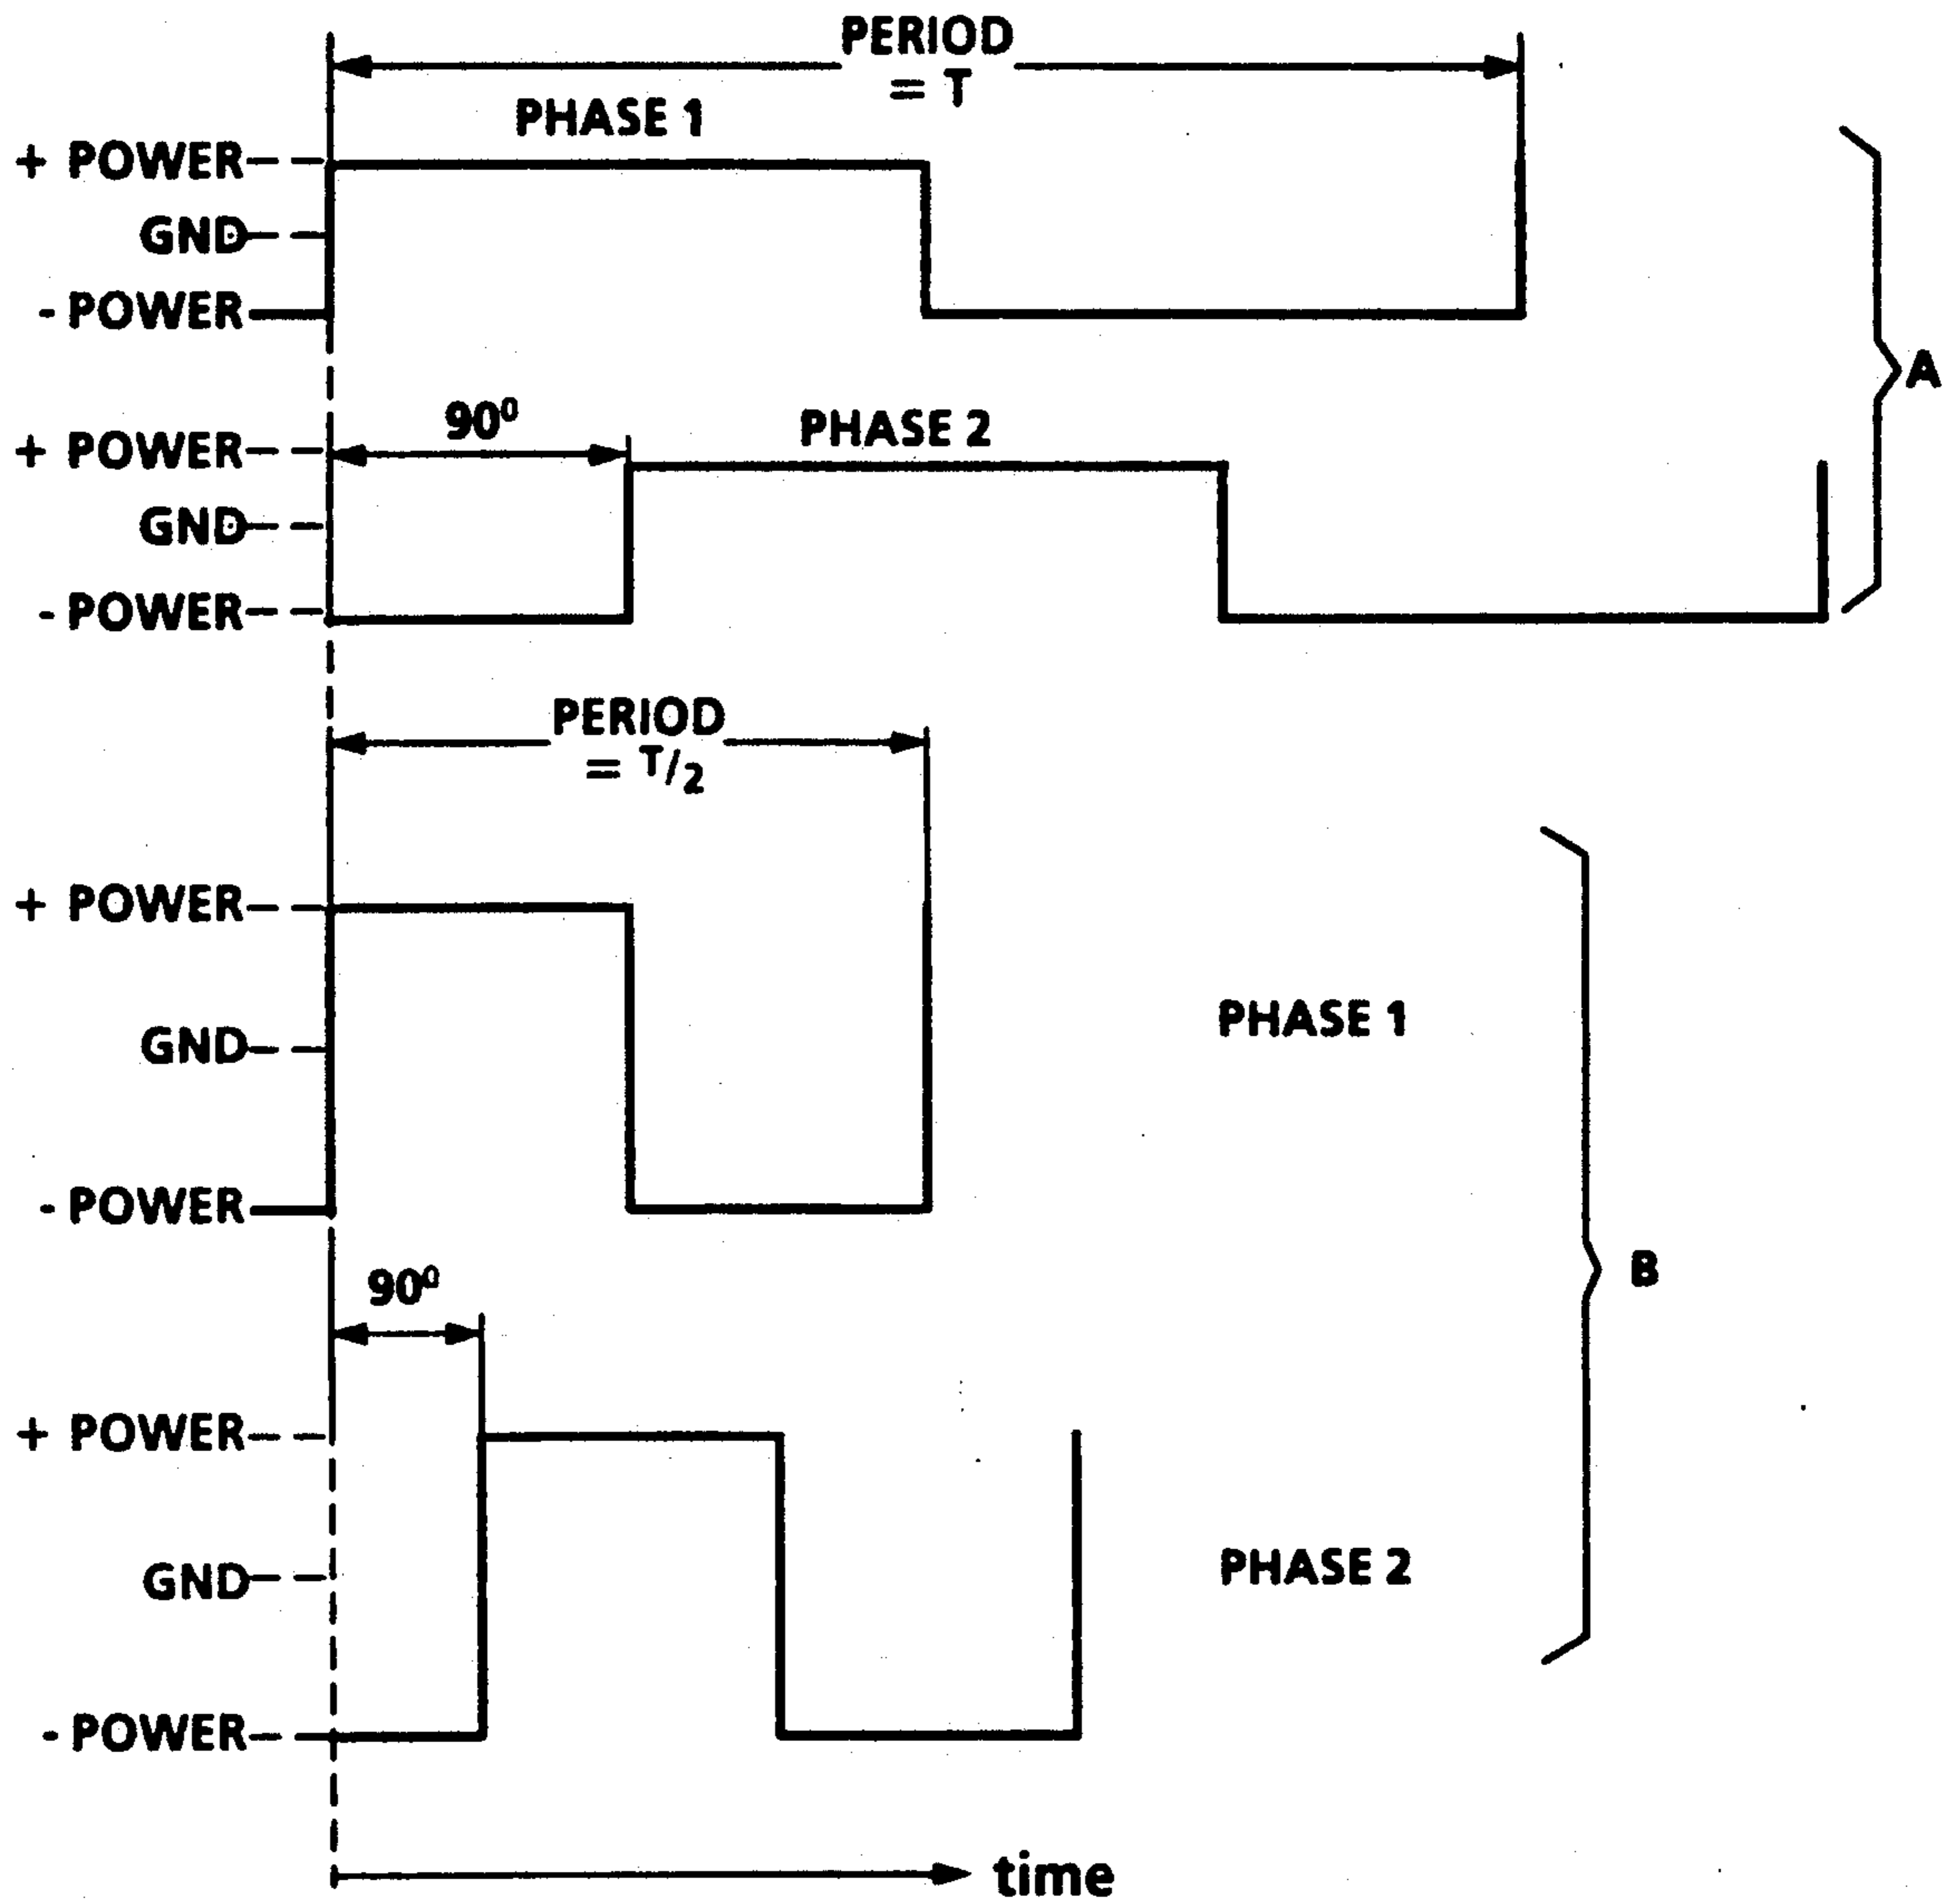 PERIOD
= T
PHASE 1
+ POWER
GND
- POWER
A
90⁰
PHASE 2
+ POWER
GND
- POWER
PERIOD
= T/2
+ POWER
PHASE 1
GND
- POWER
B
90⁰
+ POWER
PHASE 2
GND
- POWER
time